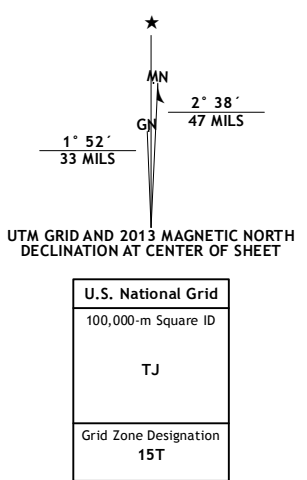 ★
MN
2° 38´
47 MILS
GN
1° 52´
33 MILS
UTM GRID AND 2013 MAGNETIC NORTH
DECLINATION AT CENTER OF SHEET
U.S. National Grid
100,000-m Square ID
TJ
Grid Zone Designation
15T